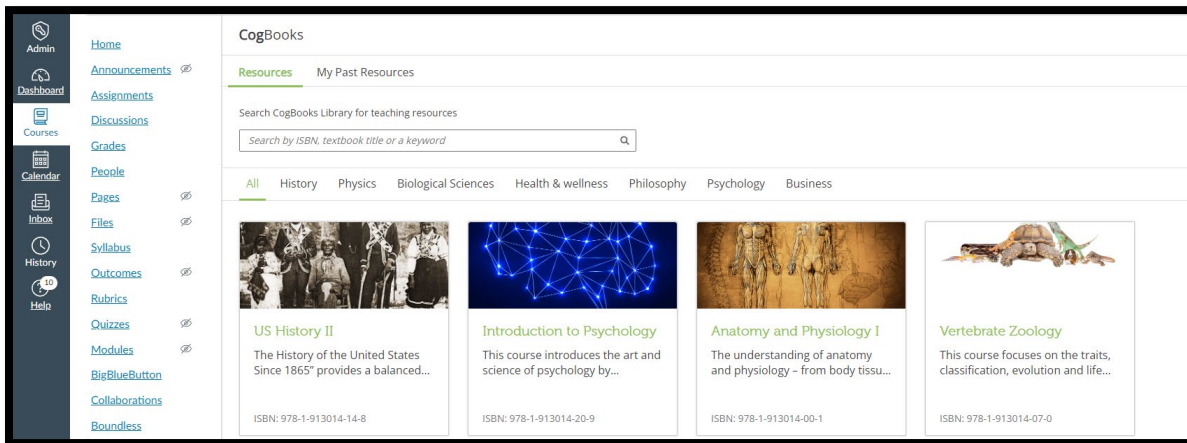 Admin
Dashboard
Courses
Calendar
Inbox
History
10
Help
Home
Announcements
Assignments
Discussions
Grades
People
Pages
Files
Syllabus
Outcomes
Rubrics
Quizzes
Modules
BigBlueButton
Collaborations
Boundless
CogBooks
Resources My Past Resources
Search CogBooks Library for teaching resources
Search by ISBN, textbook title or a keyword
All History Physics Biological Sciences Health & wellness Philosophy Psychology Business
US History II
The History of the United States
Since 1865” provides a balanced...
ISBN: 978-1-913014-14-8
Introduction to Psychology
This course introduces the art and
science of psychology by...
ISBN: 978-1-913014-20-9
Anatomy and Physiology I
The understanding of anatomy
and physiology – from body tissu...
ISBN: 978-1-913014-00-1
Vertebrate Zoology
This course focuses on the traits,
classification, evolution and life...
ISBN: 978-1-913014-07-0